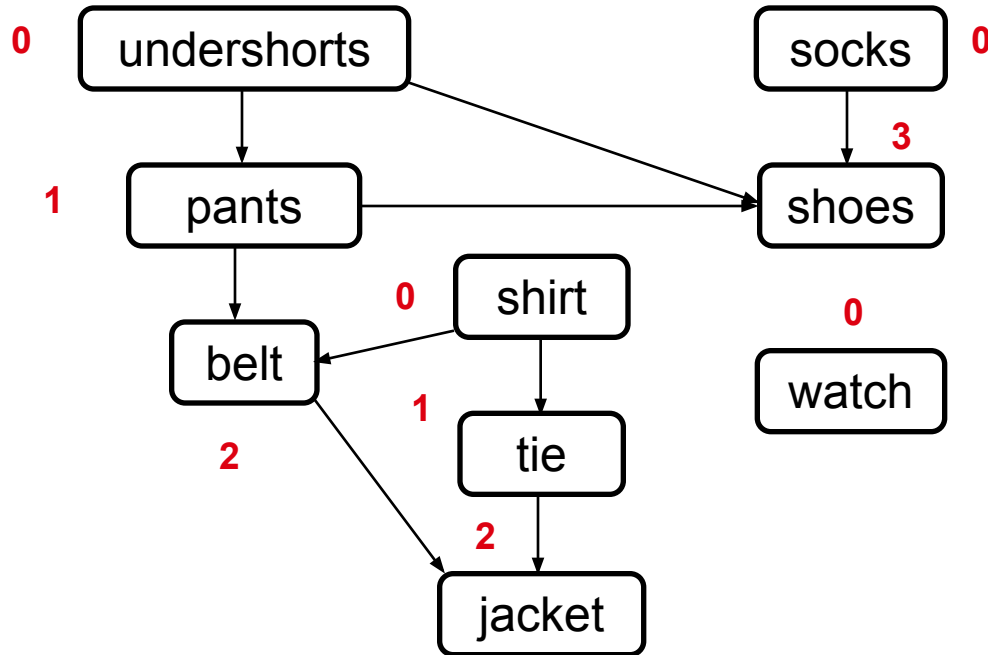 0 undershorts socks 0
3
1 pants shoes
0 shirt 0
belt 1 watch
2 tie
2
jacket